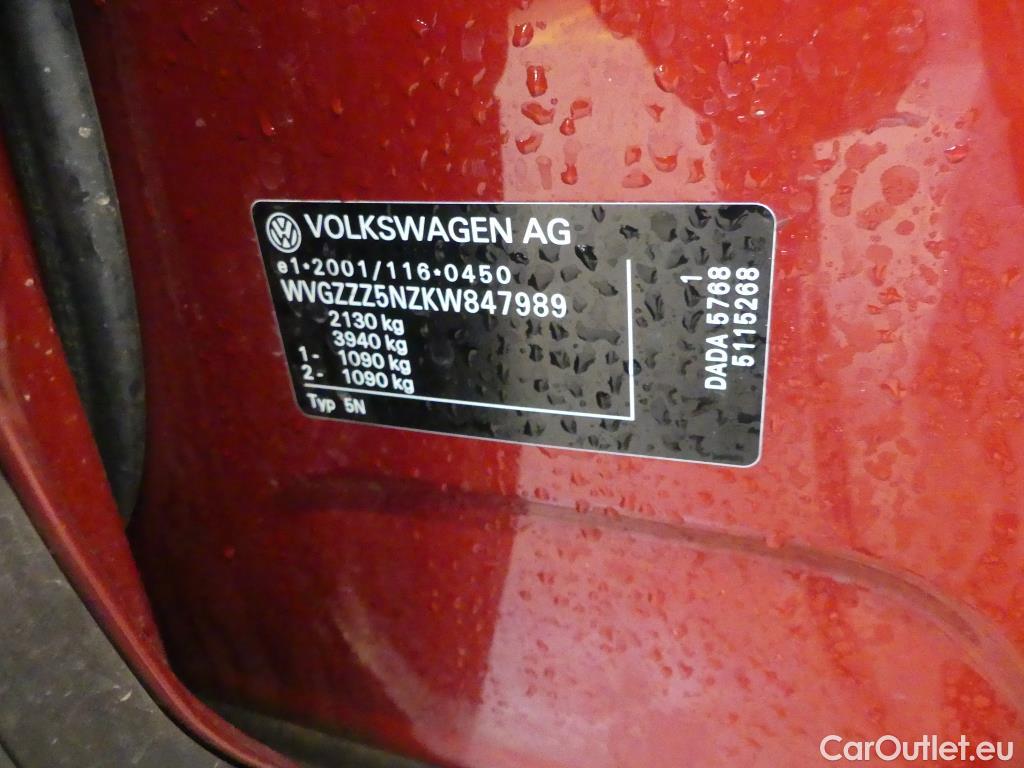 VOLKSWAGEN AG
e1*2001/116*0450
WVGZZZ5NZKW847989
2130 kg
3940 kg
1- 1090 kg
2- 1090 kg
Typ 5N
1
DADA 5768
5115268
CarOutlet.eu